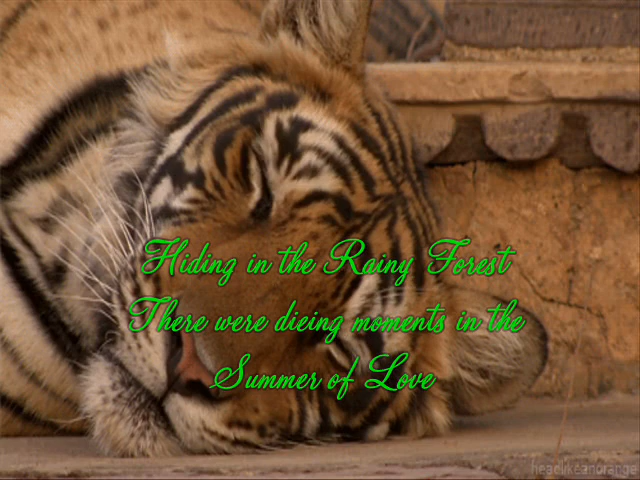 Hiding in the Rainy Forest
There were dieing moments in the
Summer of Love
headlikeanorange